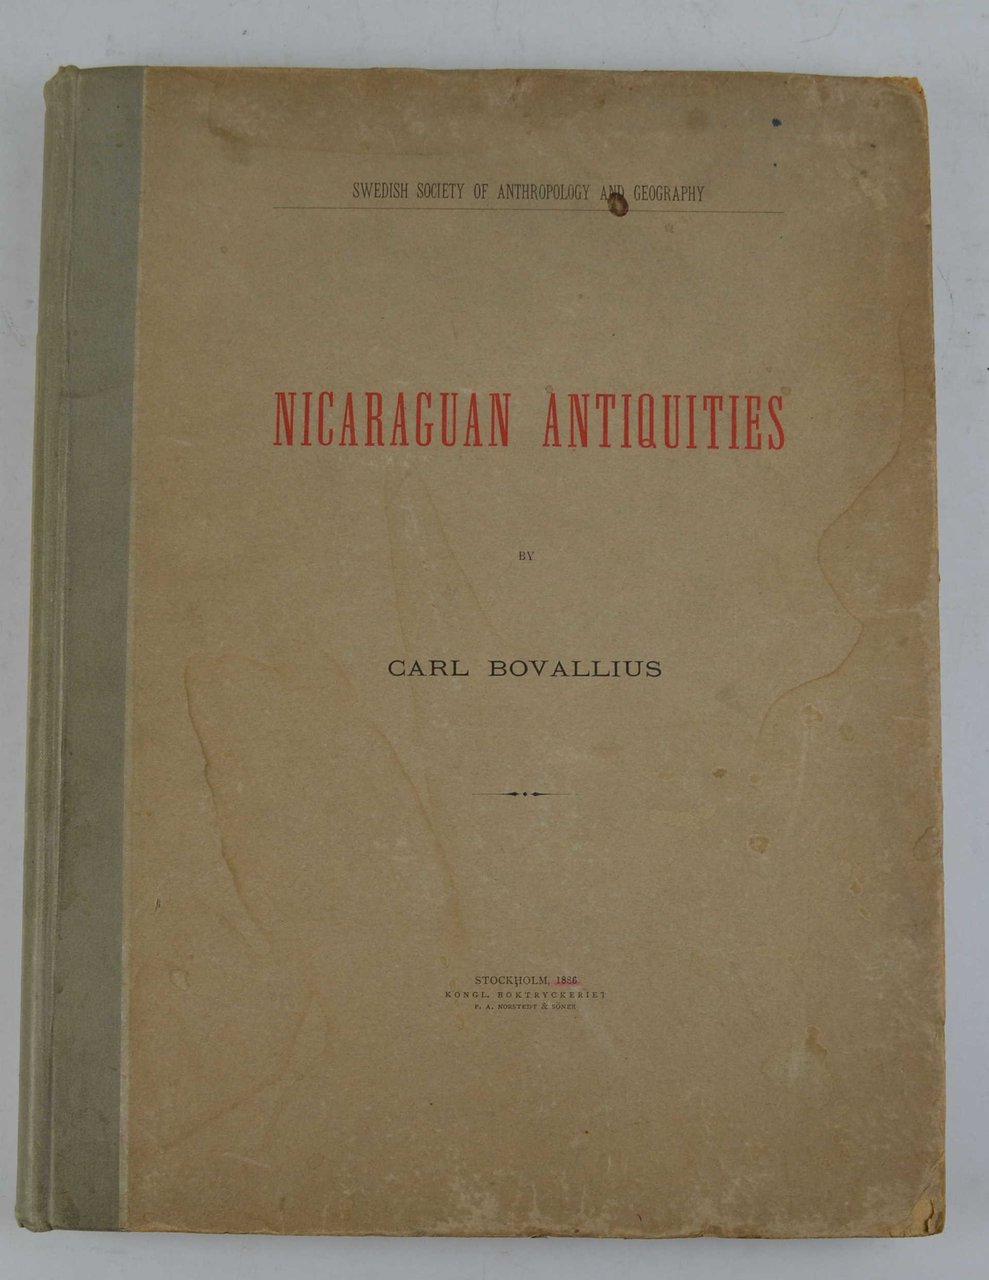 SWEDISH SOCIETY OF ANTHROPOLOGY AND GEOGRAPHY
NICARAGUAN ANTIQUITIES
BY
CARL BOVALLIUS
STOCKHOLM, 1886
KONGL. BOKTRYCKERIET
P. A. NORSTEDT & SÖNER